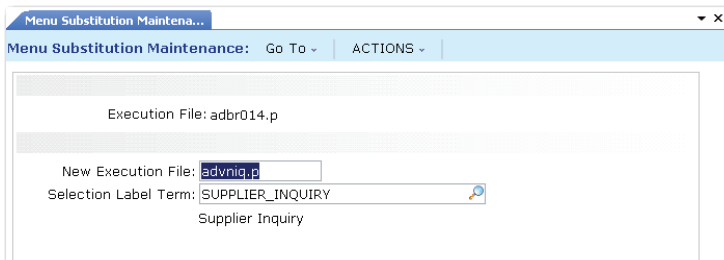 Menu Substitution Maintena...
Menu Substitution Maintenance: Go To ACTIONS
Execution File: adbr014.p
New Execution File: advniq.p
Selection Label Term: SUPPLIER_INQUIRY
Supplier Inquiry